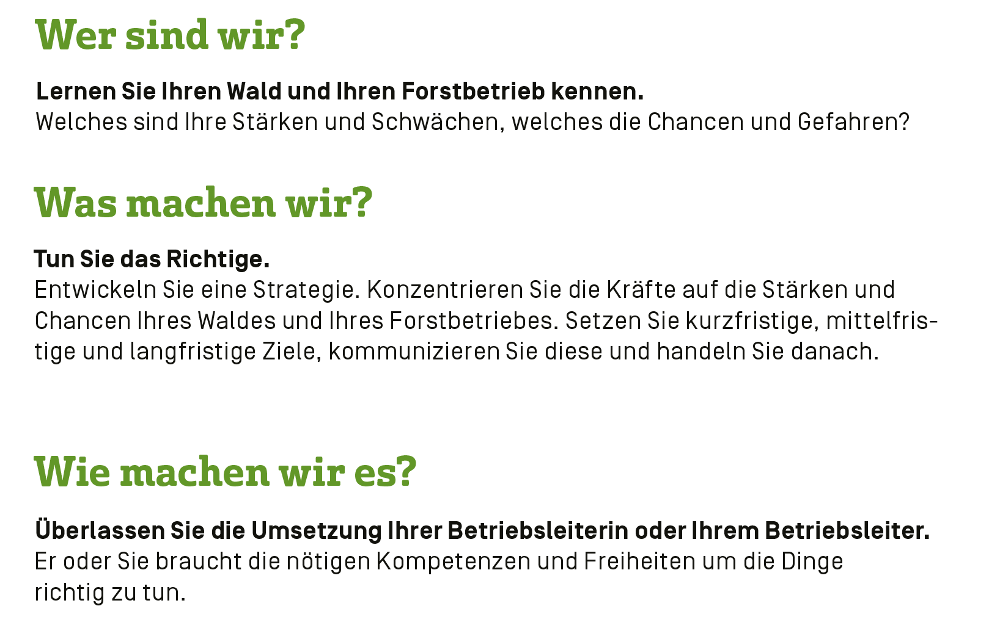 Wer sind wir?
Lernen Sie Ihren Wald und Ihren Forstbetrieb kennen.
Welches sind Ihre Stärken und Schwächen, welches die Chancen und Gefahren?
Was machen wir?
Tun Sie das Richtige.
Entwickeln Sie eine Strategie. Konzentrieren Sie die Kräfte auf die Stärken und
Chancen Ihres Waldes und Ihres Forstbetriebes. Setzen Sie kurzfristige, mittelfris-
tige und langfristige Ziele, kommunizieren Sie diese und handeln Sie danach.
Wie machen wir es?
Überlassen Sie die Umsetzung Ihrer Betriebsleiterin oder Ihrem Betriebsleiter.
Er oder Sie braucht die nötigen Kompetenzen und Freiheiten um die Dinge
richtig zu tun.